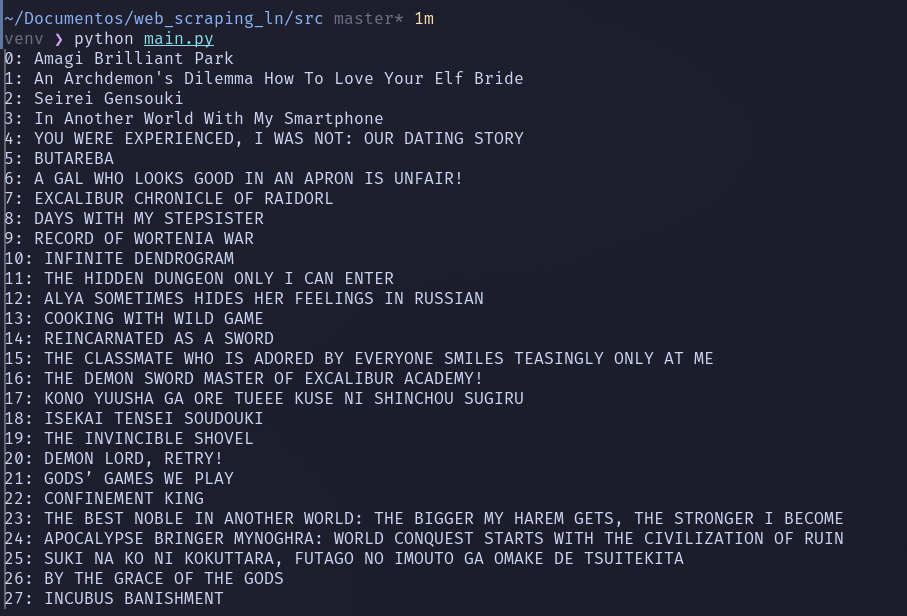 ~/Documentos/web_scraping_ln/src master* 1m
venv ❯ python main.py
0: Amagi Brilliant Park
1: An Archdemon's Dilemma How To Love Your Elf Bride
2: Seirei Gensouki
3: In Another World With My Smartphone
4: YOU WERE EXPERIENCED, I WAS NOT: OUR DATING STORY
5: BUTAREBA
6: A GAL WHO LOOKS GOOD IN AN APRON IS UNFAIR!
7: EXCALIBUR CHRONICLE OF RAIDORL
8: DAYS WITH MY STEPSISTER
9: RECORD OF WORTENIA WAR
10: INFINITE DENDROGRAM
11: THE HIDDEN DUNGEON ONLY I CAN ENTER
12: ALYA SOMETIMES HIDES HER FEELINGS IN RUSSIAN
13: COOKING WITH WILD GAME
14: REINCARNATED AS A SWORD
15: THE CLASSMATE WHO IS ADORED BY EVERYONE SMILES TEASINGLY ONLY AT ME
16: THE DEMON SWORD MASTER OF EXCALIBUR ACADEMY!
17: KONO YUUSHA GA ORE TUEEE KUSE NI SHINCHOU SUGIRU
18: ISEKAI TENSEI SOUDOUKI
19: THE INVINCIBLE SHOVEL
20: DEMON LORD, RETRY!
21: GODS’ GAMES WE PLAY
22: CONFINEMENT KING
23: THE BEST NOBLE IN ANOTHER WORLD: THE BIGGER MY HAREM GETS, THE STRONGER I BECOME
24: APOCALYPSE BRINGER MYNOGHRA: WORLD CONQUEST STARTS WITH THE CIVILIZATION OF RUIN
25: SUKI NA KO NI KOKUTTARA, FUTAGO NO IMOUTO GA OMAKE DE TSUITEKITA
26: BY THE GRACE OF THE GODS
27: INCUBUS BANISHMENT